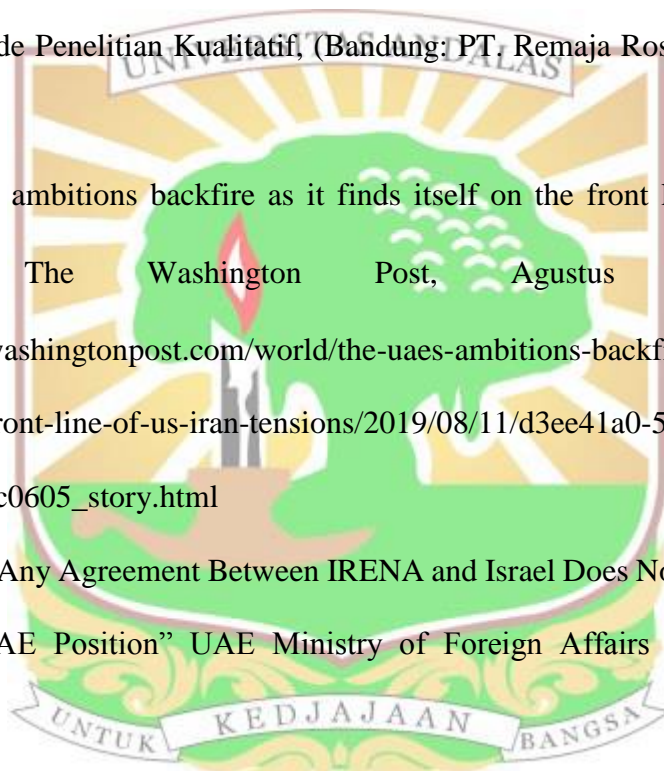 de Penelitian Kualitatif, (Bandung: PT. Remaja Ros
UNIVERSITAS ANDALAS
ambitions backfire as it finds itself on the front
The Washington Post, Agustus
washingtonpost.com/world/the-uaes-ambitions-backf
ront-line-of-us-iran-tensions/2019/08/11/d3ee41a0-5
c0605_story.html
Any Agreement Between IRENA and Israel Does No
AE Position” UAE Ministry of Foreign Affairs
UNTUK KEDJAJAAN BANGSA